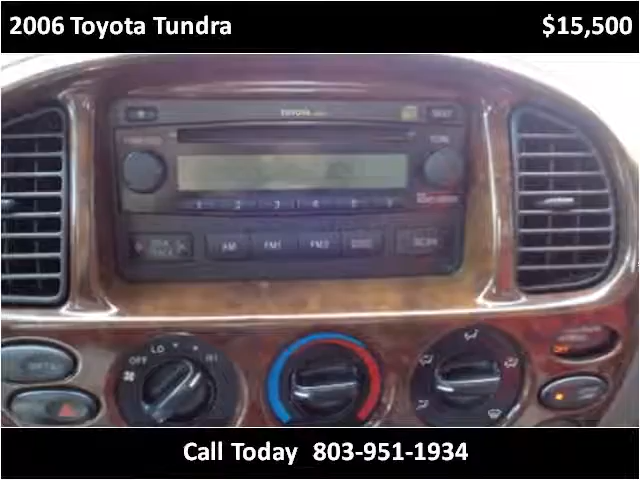 2006 Toyota Tundra $15,500
TOYOTA
1 2 3 4 5
AM FM1 FM2 DISC SCAN
OFF LO HI
Call Today 803-951-1934